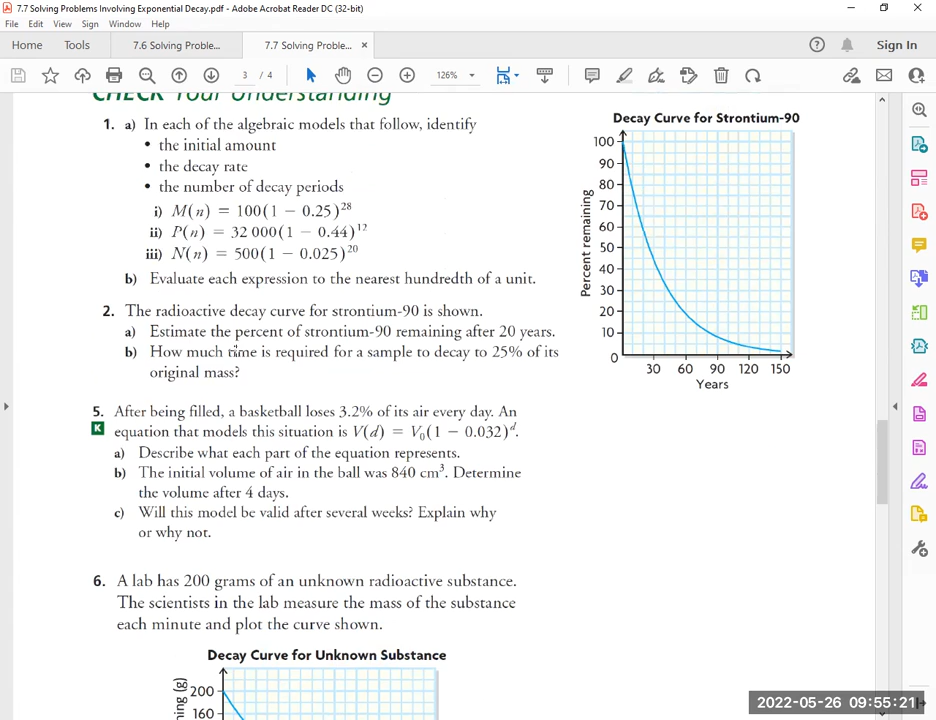 7.7 Solving Problems Involving Exponential Decay.pdf - Adobe Acrobat Reader DC (32-bit)
File Edit View Sign Window Help
Home Tools 7.6 Solving Proble... 7.7 Solving Proble... × Sign In
3 / 4 126%
CHECK Your Understanding
1. a) In each of the algebraic models that follow, identify
• the initial amount
• the decay rate
• the number of decay periods
i) M(n) = 100(1 − 0.25)^28
ii) P(n) = 32 000(1 − 0.44)^12
iii) N(n) = 500(1 − 0.025)^20
b) Evaluate each expression to the nearest hundredth of a unit.
2. The radioactive decay curve for strontium-90 is shown.
a) Estimate the percent of strontium-90 remaining after 20 years.
b) How much time is required for a sample to decay to 25% of its
original mass?
Decay Curve for Strontium-90
Percent remaining
100
90
80
70
60
50
40
30
20
10
0
30 60 90 120 150
Years
5. After being filled, a basketball loses 3.2% of its air every day. An
K equation that models this situation is V(d) = V₀(1 − 0.032)^d.
a) Describe what each part of the equation represents.
b) The initial volume of air in the ball was 840 cm³. Determine
the volume after 4 days.
c) Will this model be valid after several weeks? Explain why
or why not.
6. A lab has 200 grams of an unknown radioactive substance.
The scientists in the lab measure the mass of the substance
each minute and plot the curve shown.
Decay Curve for Unknown Substance
200
160
2022-05-26 09:55:21